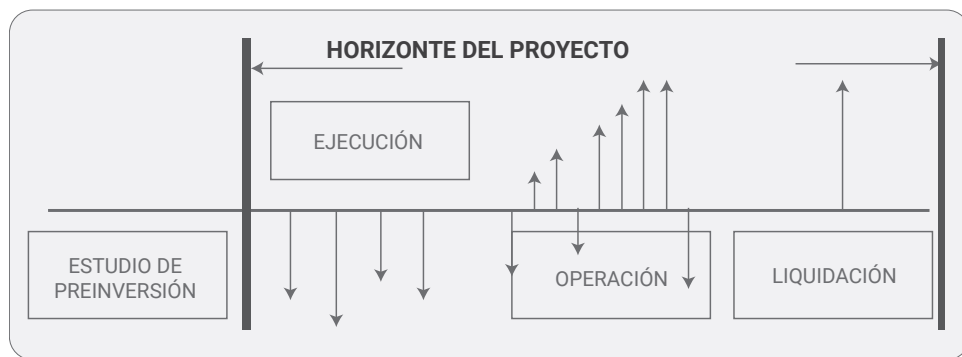 HORIZONTE DEL PROYECTO
EJECUCIÓN
ESTUDIO DE
PREINVERSIÓN
OPERACIÓN
LIQUIDACIÓN